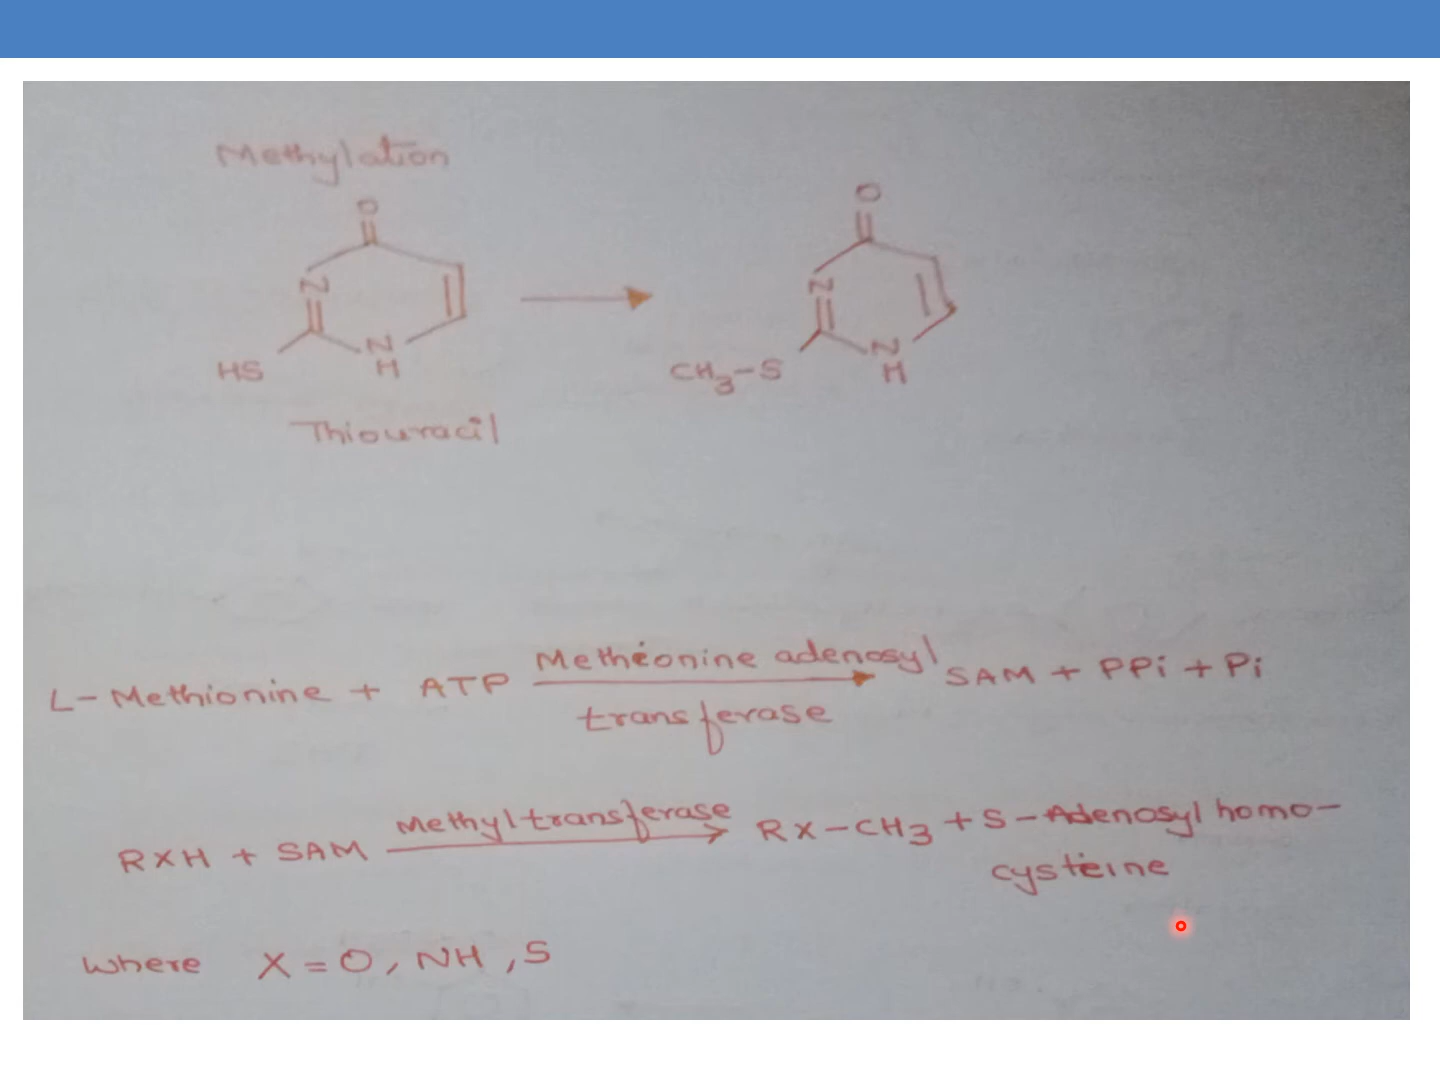 Methylation
O
O
N
N
HS
N
H
CH3-S
N
H
Thiouracil
L-Methionine + ATP Methionine adenosyl transferase SAM + PPi + Pi
RXH + SAM Methyltransferase RX-CH3 + S-Adenosyl homo-
cysteine
Where X = O, NH, S